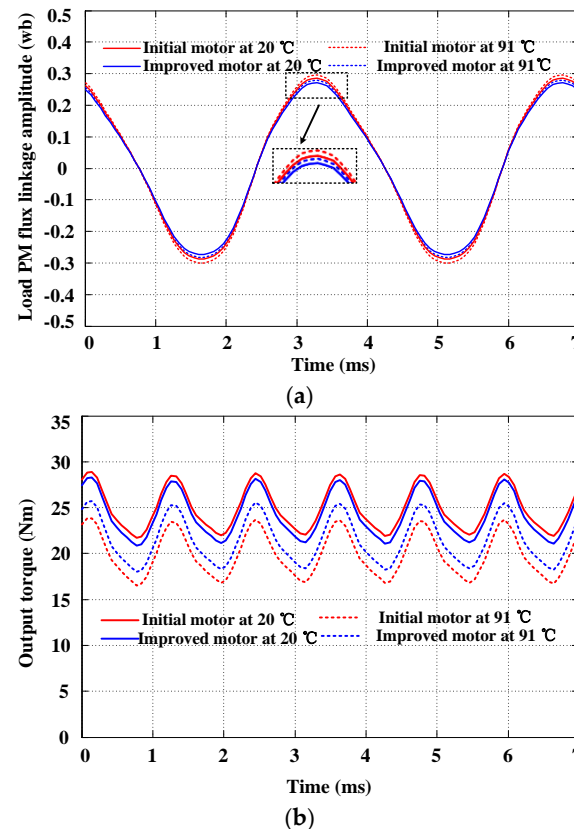 Load PM flux linkage amplitude (wb)
0.5
0.4
0.3
0.2
0.1
0
-0.1
-0.2
-0.3
-0.4
-0.5
Initial motor at 20 ℃
Initial motor at 91 ℃
Improved motor at 20 ℃
Improved motor at 91℃
0 1 2 3 4 5 6 7
Time (ms)
(a)
Output torque (Nm)
35
30
25
20
15
10
5
0
Initial motor at 20 ℃
Initial motor at 91 ℃
Improved motor at 20 ℃
Improved motor at 91 ℃
0 1 2 3 4 5 6 7
Time (ms)
(b)